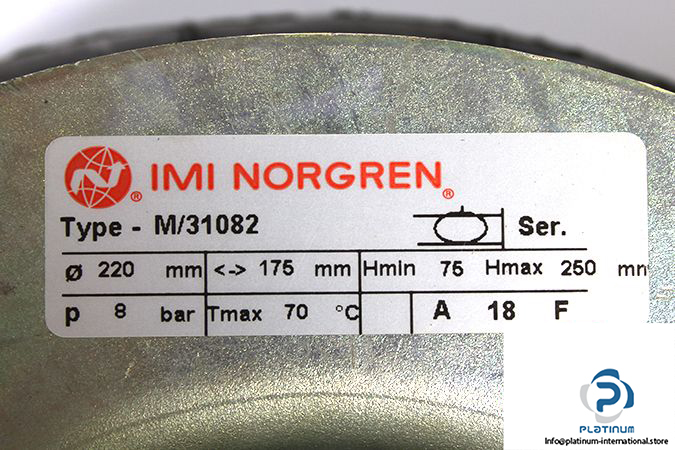 ® IMI NORGREN®
Type - M/31082 Ser.
ø 220 mm <-> 175 mm Hmin 75 Hmax 250 mm
p 8 bar Tmax 70 °C A 18 F
P
PLATINUM
Info@platinum-international.store